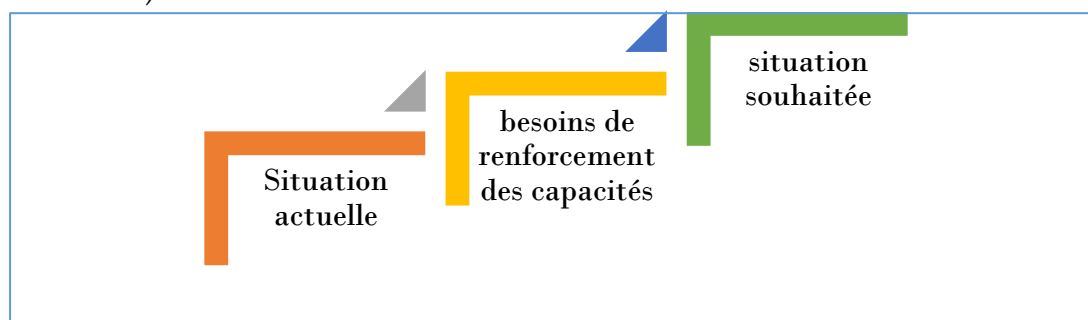 Situation
actuelle
besoins de
renforcement
des capacités
situation
souhaitée